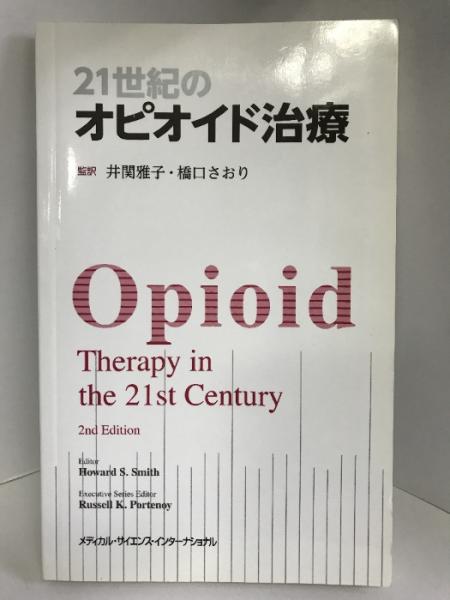 21世紀の
オピオイド治療
監訳 井関雅子・橋口さおり
Opioid
Therapy in
the 21st Century
2nd Edition
Editor
Howard S. Smith
Executive Series Editor
Russell K. Portenoy
メディカル・サイエンス・インターナショナル